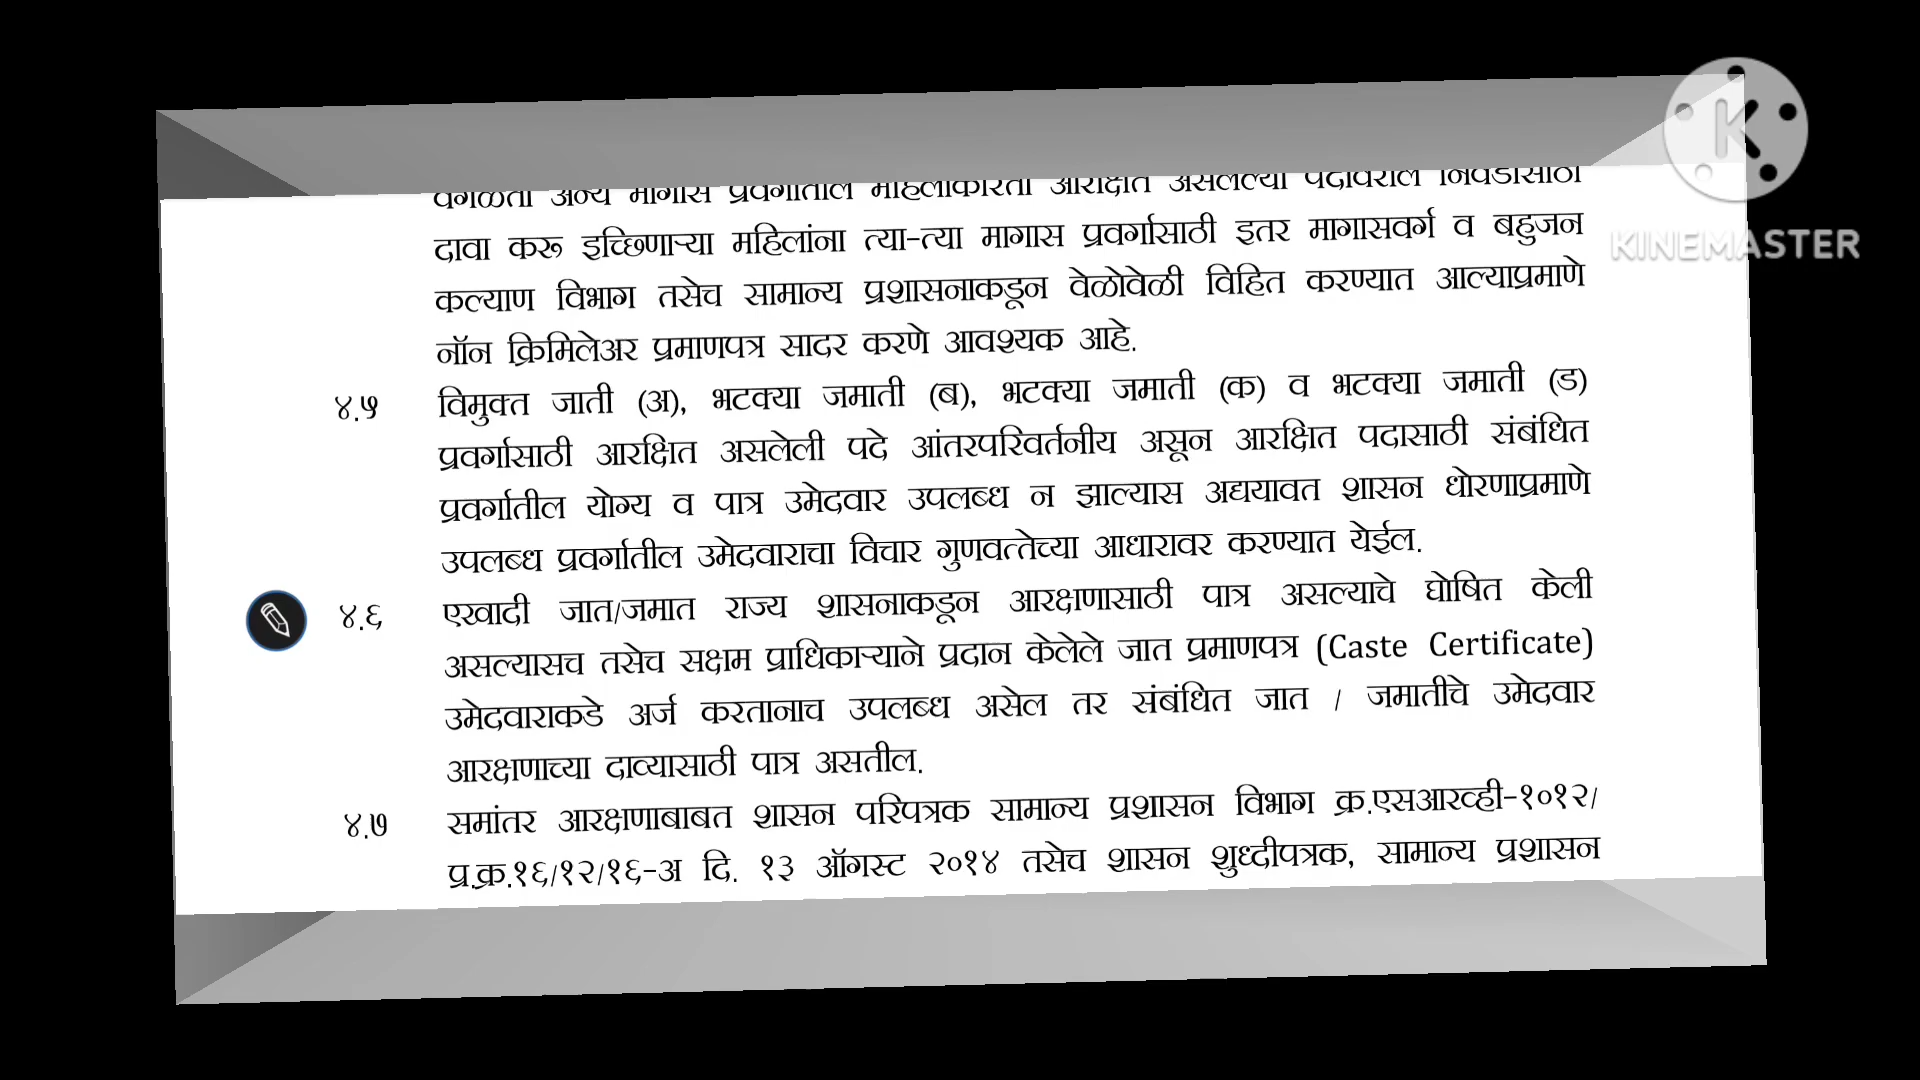 वगळता अन्य मागास प्रवर्गातील महिलांकरिता आरक्षित असलेल्या पदांवरील निवडीसाठी
दावा करू इच्छिणाऱ्या महिलांना त्या-त्या मागास प्रवर्गासाठी इतर मागासवर्ग व बहुजन
कल्याण विभाग तसेच सामान्य प्रशासनाकडून वेळोवेळी विहित करण्यात आल्याप्रमाणे
नॉन क्रिमिलेअर प्रमाणपत्र सादर करणे आवश्यक आहे.
४.५ विमुक्त जाती (अ), भटक्या जमाती (ब), भटक्या जमाती (क) व भटक्या जमाती (ड)
प्रवर्गासाठी आरक्षित असलेली पदे आंतरपरिवर्तनीय असून आरक्षित पदासाठी संबंधित
प्रवर्गातील योग्य व पात्र उमेदवार उपलब्ध न झाल्यास अद्ययावत शासन धोरणाप्रमाणे
उपलब्ध प्रवर्गातील उमेदवाराचा विचार गुणवत्तेच्या आधारावर करण्यात येईल.
४.६ एखादी जात/जमात राज्य शासनाकडून आरक्षणासाठी पात्र असल्याचे घोषित केली
असल्यासच तसेच सक्षम प्राधिकाऱ्याने प्रदान केलेले जात प्रमाणपत्र (Caste Certificate)
उमेदवाराकडे अर्ज करतानाच उपलब्ध असेल तर संबंधित जात / जमातीचे उमेदवार
आरक्षणाच्या दाव्यासाठी पात्र असतील.
४.७ समांतर आरक्षणाबाबत शासन परिपत्रक सामान्य प्रशासन विभाग क्र.एसआरव्ही-१०१२/
प्र.क्र.१६/१२/१६-अ दि. १३ ऑगस्ट २०१४ तसेच शासन शुध्दीपत्रक, सामान्य प्रशासन
KINEMASTER